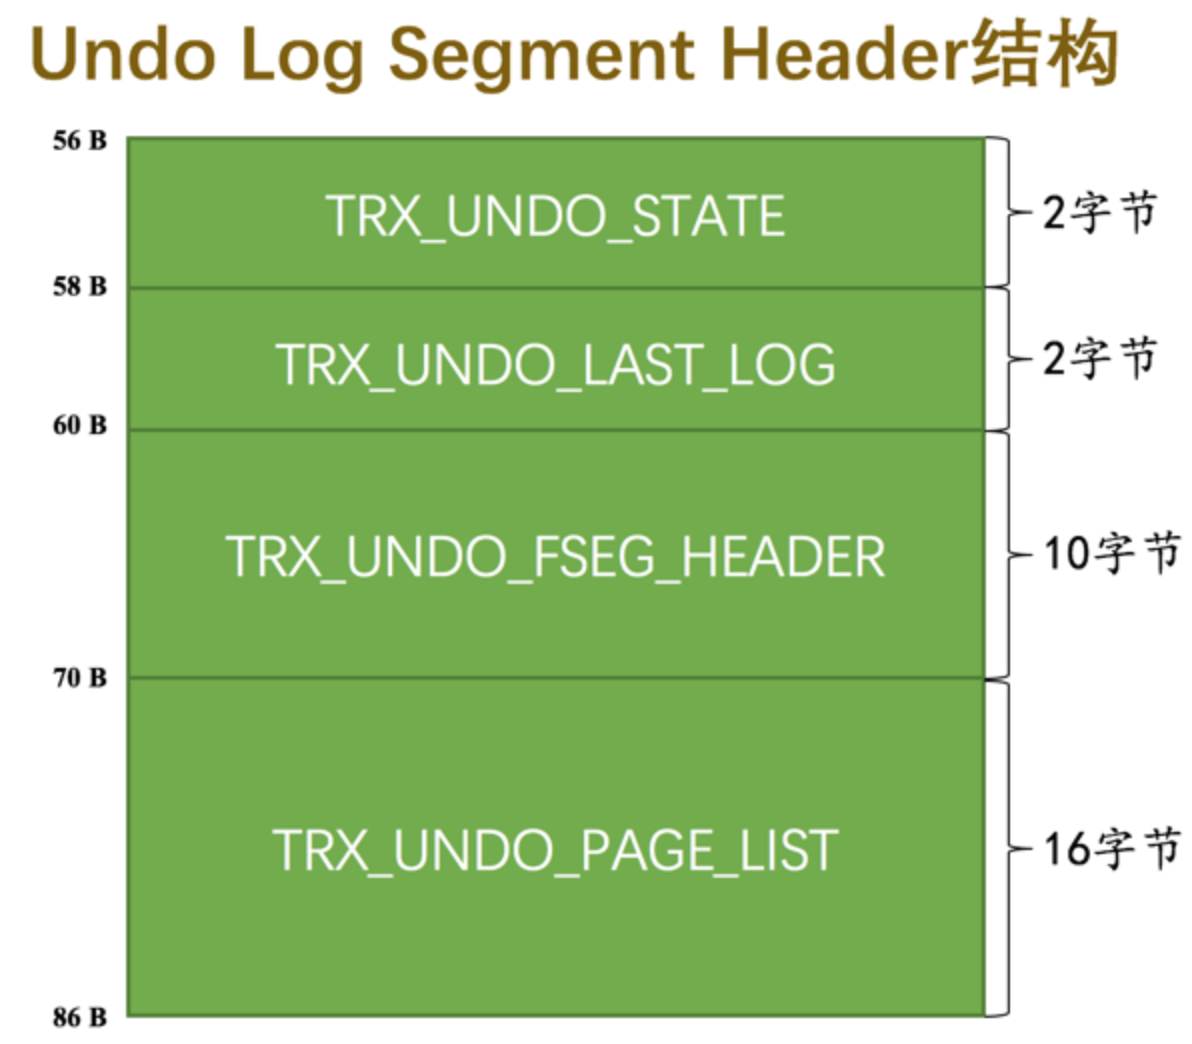 Undo Log Segment Header结构
56 B
TRX_UNDO_STATE
2字节
58 B
TRX_UNDO_LAST_LOG
2字节
60 B
TRX_UNDO_FSEG_HEADER
10字节
70 B
TRX_UNDO_PAGE_LIST
16字节
86 B